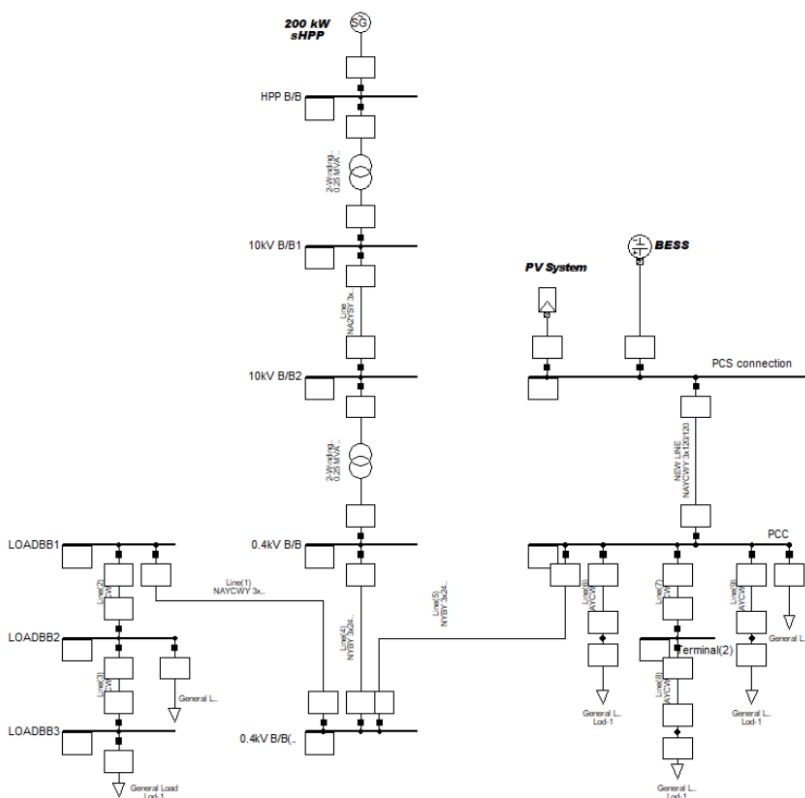 200 kW
sHPP
SG
HPP B/B
2-Winding..
0.25 MVA ..
10kV B/B1
Line
NA2YSY 3x..
10kV B/B2
2-Winding..
0.25 MVA ..
0.4kV B/B
PV System
BESS
PCS connection
NEW LINE
NAYCWY 3x120/120
PCC
LOADBB1
Line(2)
Line(1)
NAYCWY 3x..
LOADBB2
Line(3)
General L..
LOADBB3
General Load
Lod-1
Line(4)
NYBY 3x24..
Line(5)
NYBY 3x24..
0.4kV B/B(..
Line(6)
AYCW
Line(7)
AYCW
Line(9)
AYCW
General L..
Terminal(2)
Line(8)
AYCW
General L..
Lod-1
General L..
Lod-1
General L..
Lod-1